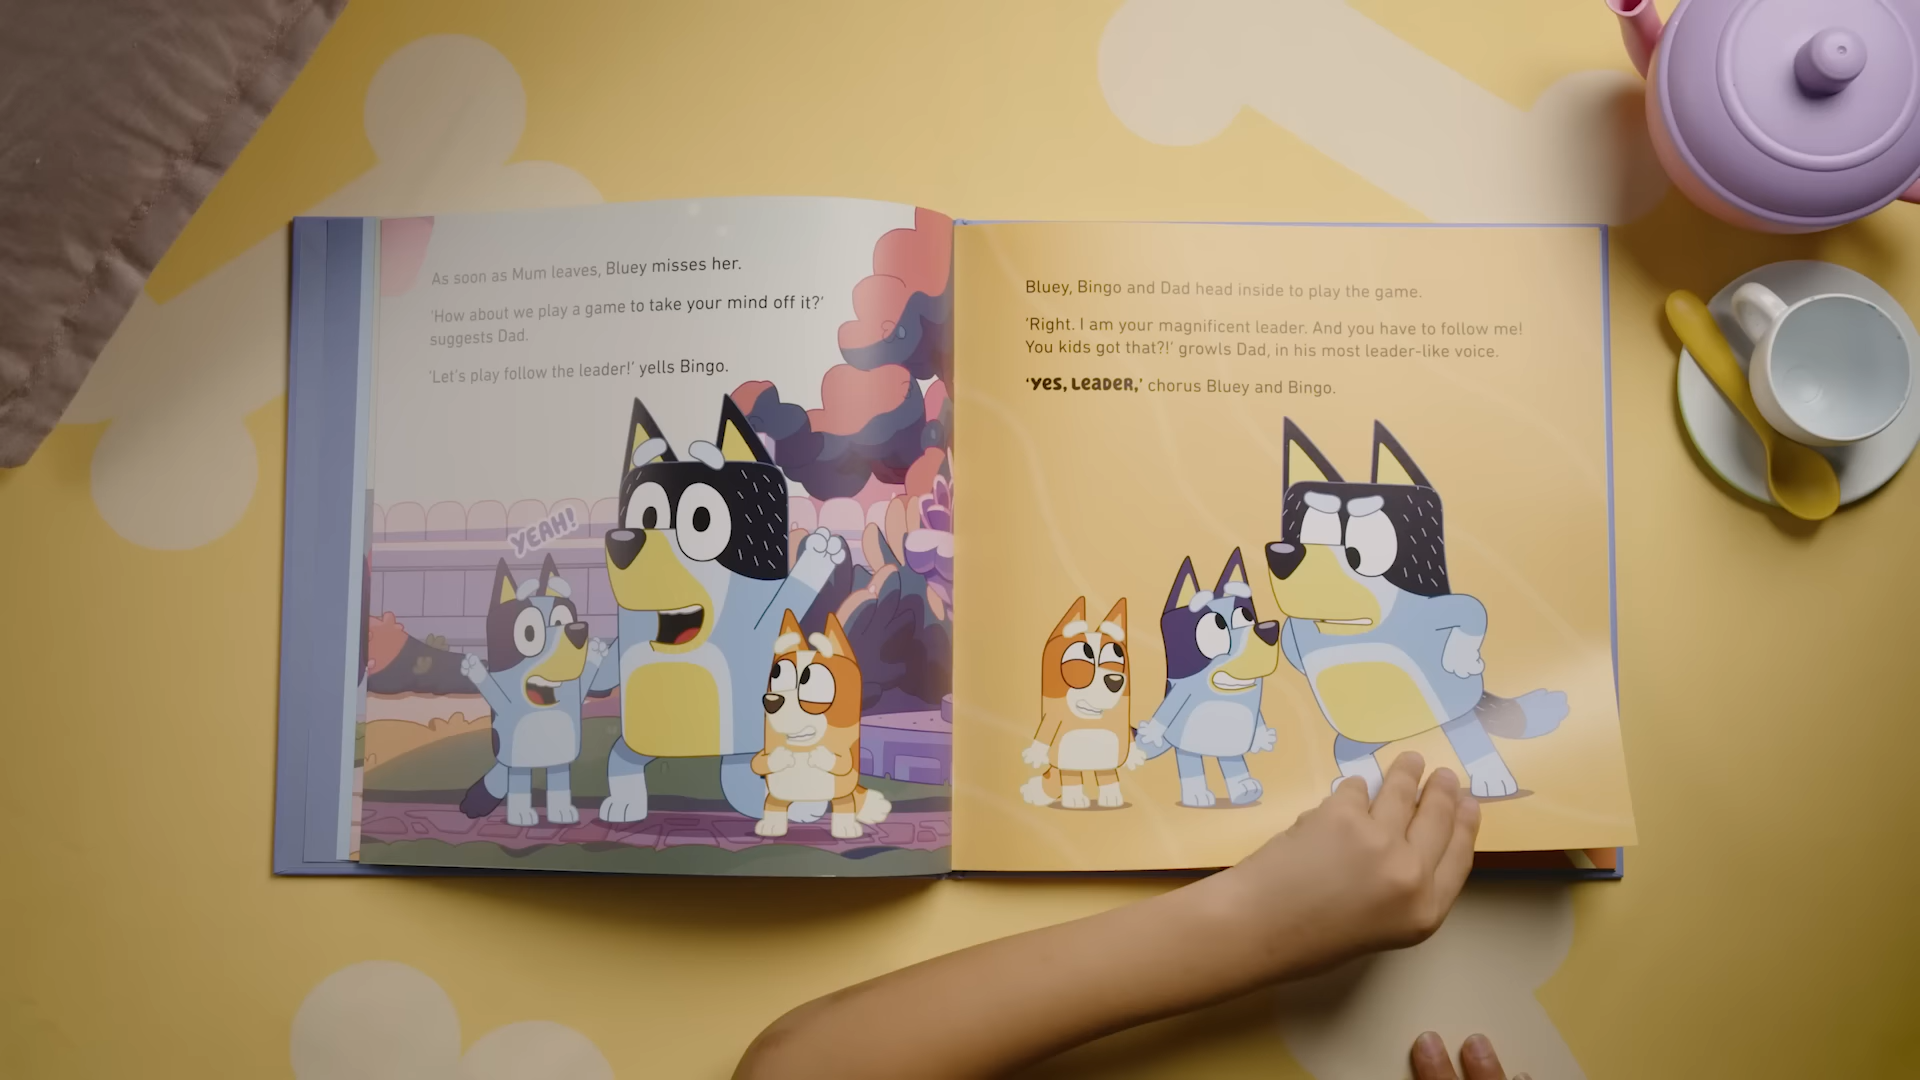 As soon as Mum leaves, Bluey misses her.
'How about we play a game to take your mind off it?'
suggests Dad.
'Let's play follow the leader!' yells Bingo.
YEAH!
Bluey, Bingo and Dad head inside to play the game.
'Right. I am your magnificent leader. And you have to follow me!
You kids got that?!' growls Dad, in his most leader-like voice.
'Yes, Leader,' chorus Bluey and Bingo.